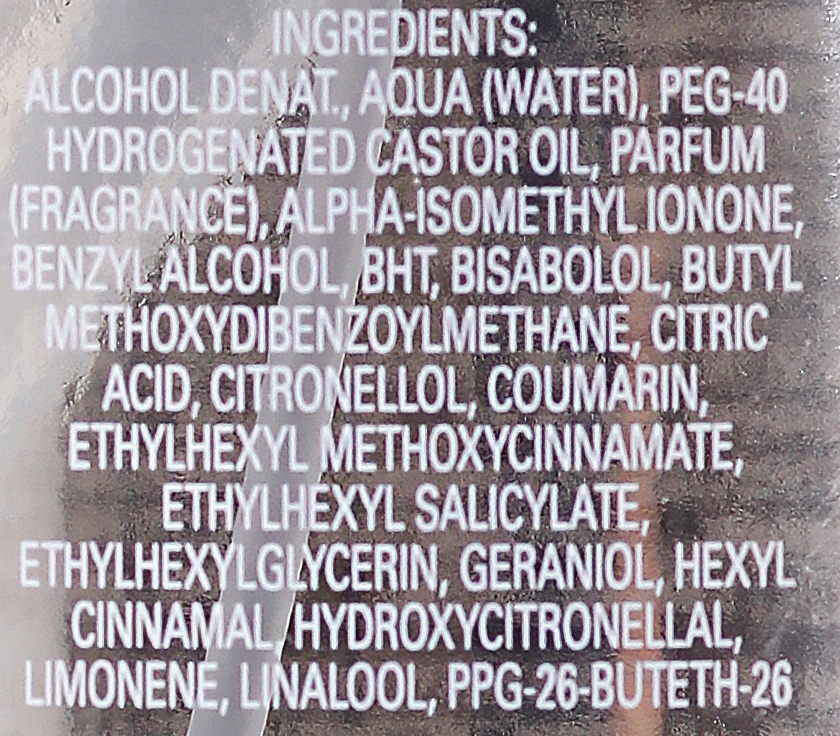 INGREDIENTS:
ALCOHOL DENAT., AQUA (WATER), PEG-40
HYDROGENATED CASTOR OIL, PARFUM
(FRAGRANCE), ALPHA-ISOMETHYL IONONE,
BENZYL ALCOHOL, BHT, BISABOLOL, BUTYL
METHOXYDIBENZOYLMETHANE, CITRIC
ACID, CITRONELLOL, COUMARIN,
ETHYLHEXYL METHOXYCINNAMATE,
ETHYLHEXYL SALICYLATE,
ETHYLHEXYLGLYCERIN, GERANIOL, HEXYL
CINNAMAL, HYDROXYCITRONELLAL,
LIMONENE, LINALOOL, PPG-26-BUTETH-26